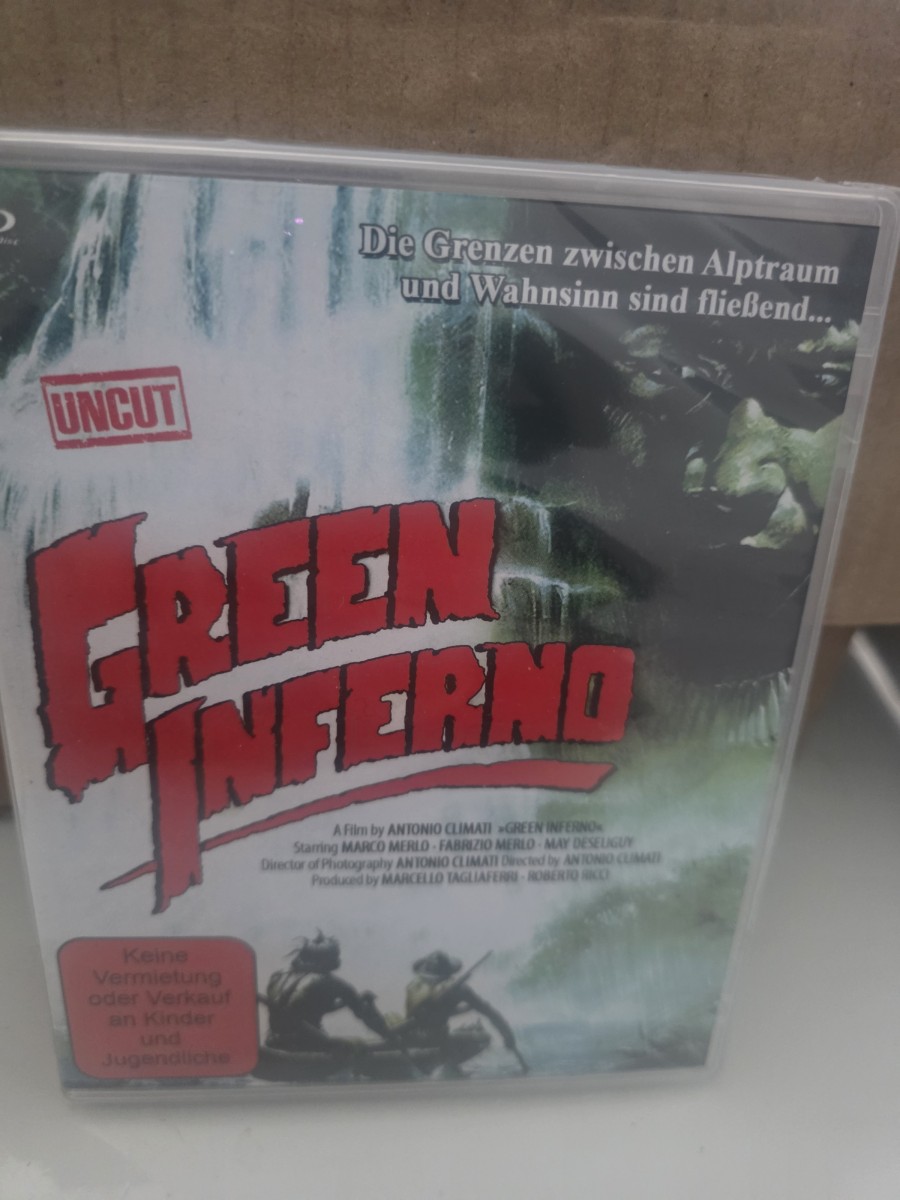 Die Grenzen zwischen Alptraum
und Wahnsinn sind fließend...
UNCUT
GREEN
INFERNO
A Film by ANTONIO CLIMATI »GREEN INFERNO«
Starring MARCO MERLO - FABRIZIO MERLO - MAY DESELIGUY
Director of Photography ANTONIO CLIMATI Directed by ANTONIO CLIMATI
Produced by MARCELLO TAGLIAFERRI - ROBERTO RICCI
Keine
Vermietung
oder Verkauf
an Kinder
und
Jugendliche